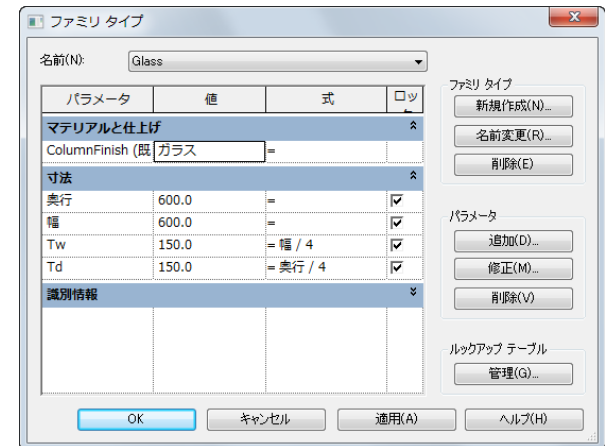 ファミリ タイプ
名前(N): Glass
パラメータ 値 式 ロッ
マテリアルと仕上げ
ColumnFinish (既 ガラス =
寸法
奥行 600.0 =
幅 600.0 =
Tw 150.0 = 幅 / 4
Td 150.0 = 奥行 / 4
識別情報
ファミリ タイプ
新規作成(N)...
名前変更(R)...
削除(E)
パラメータ
追加(D)...
修正(M)...
削除(V)
ルックアップ テーブル
管理(G)...
OK キャンセル 適用(A) ヘルプ(H)